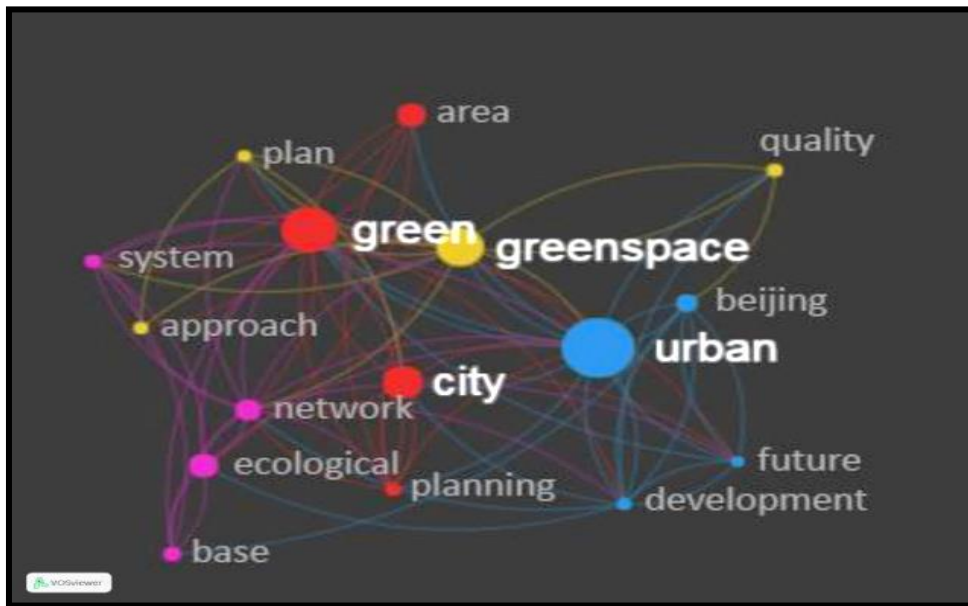 area
plan
quality
green
greenspace
system
beijing
approach
urban
city
network
ecological
future
planning
development
base
VOSviewer